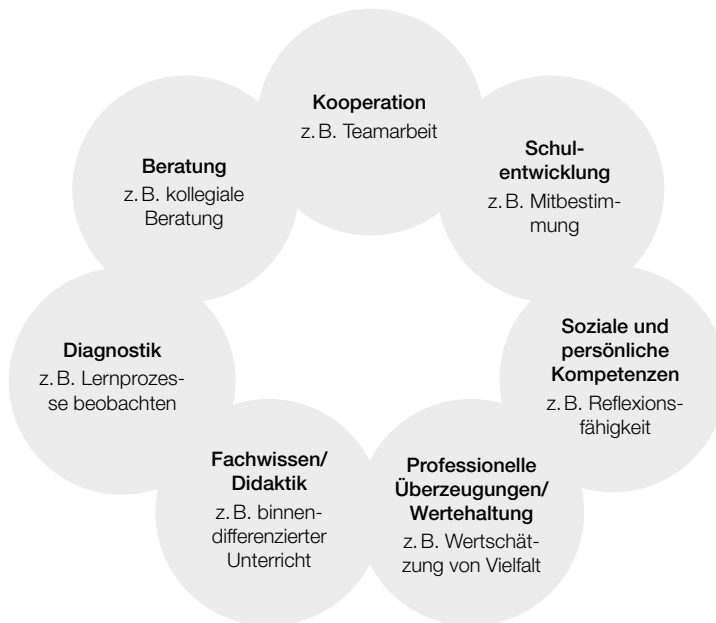 Kooperation
z. B. Teamarbeit
Schul-
entwicklung
z. B. Mitbestim-
mung
Soziale und
persönliche
Kompetenzen
z. B. Reflexions-
fähigkeit
Professionelle
Überzeugungen/
Wertehaltung
z. B. Wertschät-
zung von Vielfalt
Fachwissen/
Didaktik
z. B. binnen-
differenzierter
Unterricht
Diagnostik
z. B. Lernprozes-
se beobachten
Beratung
z. B. kollegiale
Beratung